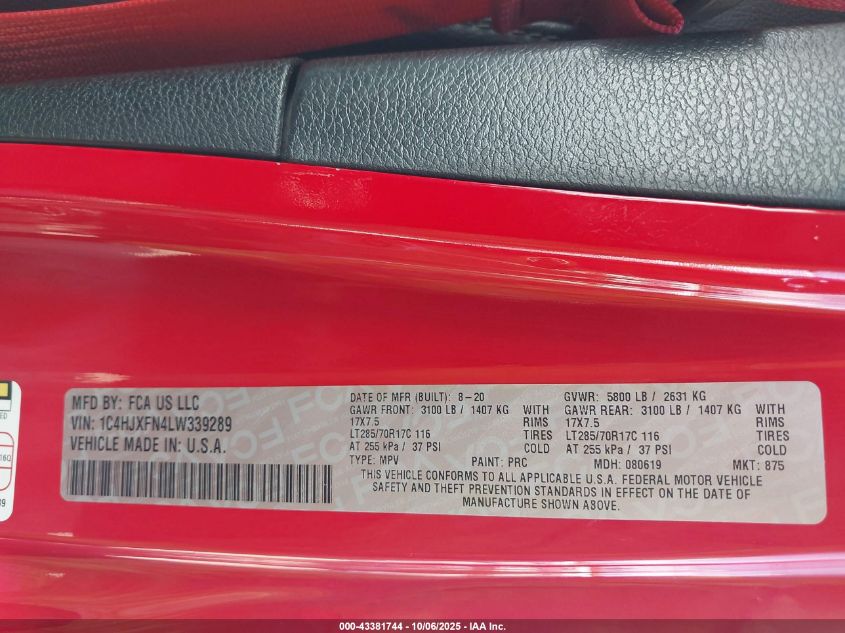 MFD BY: FCA US LLC
VIN: 1C4HJXFN4LW339289
VEHICLE MADE IN U.S.A.
DATE OF MFR (BUILT): 8-20 GVWR: 5800 LB / 2631 KG
GAWR FRONT: 3100 LB / 1407 KG WITH GAWR REAR: 3100 LB / 1407 KG WITH
17X7.5 RIMS 17X7.5 RIMS
LT285/70R17C 116 TIRES LT285/70R17C 116 TIRES
AT 255 kPa / 37 PSI COLD AT 255 kPa / 37 PSI COLD
TYPE: MPV PAINT: PRC MDH: 080619 MKT: 875
THIS VEHICLE CONFORMS TO ALL APPLICABLE U.S.A. FEDERAL MOTOR VEHICLE
SAFETY AND THEFT PREVENTION STANDARDS IN EFFECT ON THE DATE OF
MANUFACTURE SHOWN ABOVE.
000-43381744 - 10/06/2025 - IAA Inc.